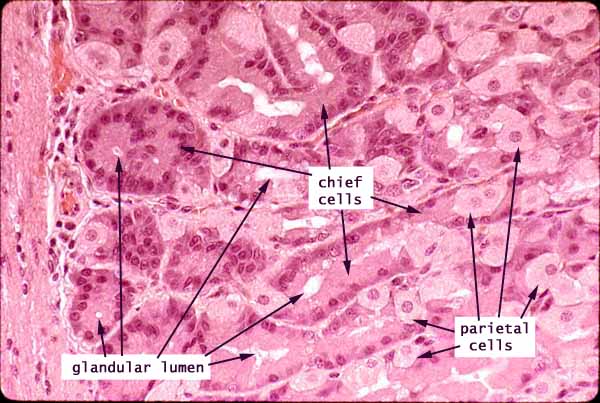 chief
cells
parietal
cells
glandular lumen